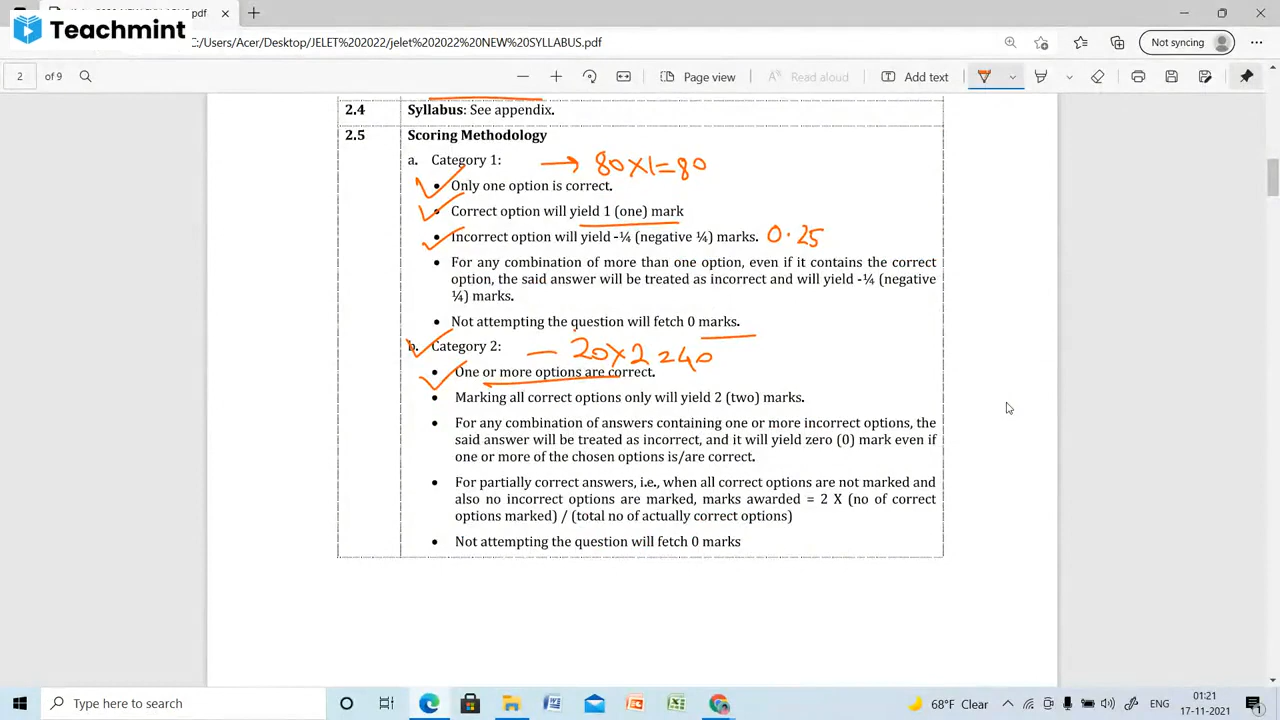 Teachmint
pdf
C:/Users/Acer/Desktop/JELET%202022/jelet%202022%20NEW%20SYLLABUS.pdf
Not syncing
2 of 9
Page view
Read aloud
Add text
2.4 Syllabus: See appendix.
2.5 Scoring Methodology
a. Category 1: → 80X1=80
• Only one option is correct.
• Correct option will yield 1 (one) mark
• Incorrect option will yield -¼ (negative ¼) marks. 0.25
• For any combination of more than one option, even if it contains the correct
option, the said answer will be treated as incorrect and will yield -¼ (negative
¼) marks.
• Not attempting the question will fetch 0 marks.
b. Category 2: — 20X2=40
• One or more options are correct.
• Marking all correct options only will yield 2 (two) marks.
• For any combination of answers containing one or more incorrect options, the
said answer will be treated as incorrect, and it will yield zero (0) mark even if
one or more of the chosen options is/are correct.
• For partially correct answers, i.e., when all correct options are not marked and
also no incorrect options are marked, marks awarded = 2 X (no of correct
options marked) / (total no of actually correct options)
• Not attempting the question will fetch 0 marks
Type here to search
68°F Clear
01:21
17-11-2021